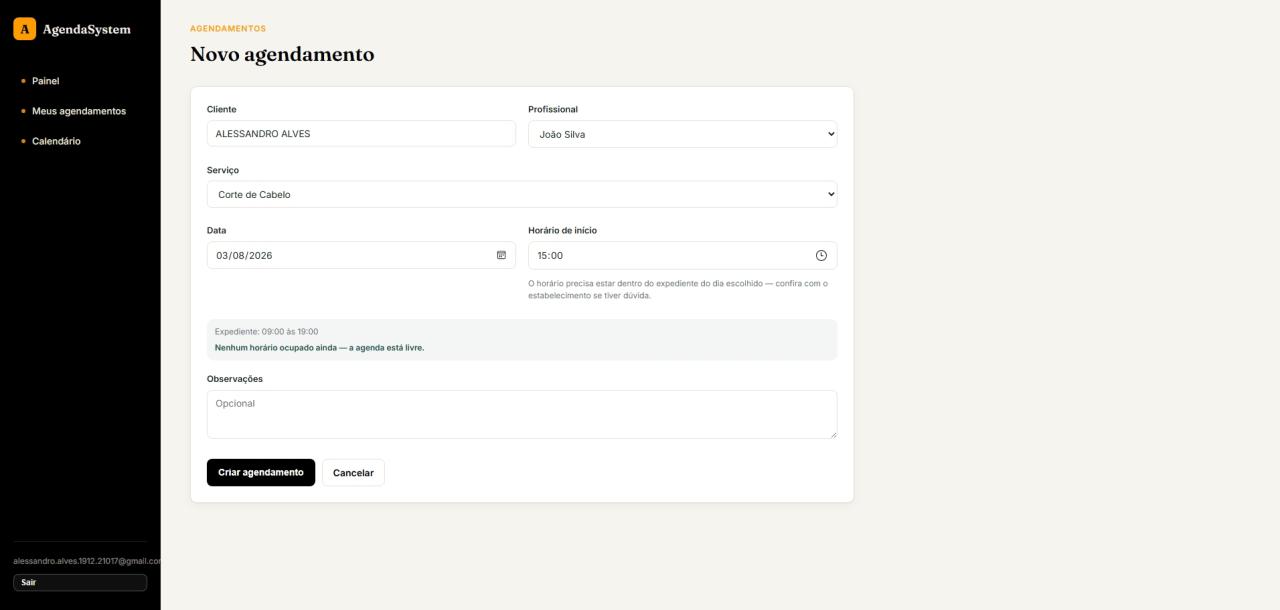 A AgendaSystem
Painel
Meus agendamentos
Calendário
alessandro.alves.1912.21017@gmail.com
Sair
AGENDAMENTOS
Novo agendamento
Cliente
ALESSANDRO ALVES
Profissional
João Silva
Serviço
Corte de Cabelo
Data
03/08/2026
Horário de início
15:00
O horário precisa estar dentro do expediente do dia escolhido — confira com o
estabelecimento se tiver dúvida.
Expediente: 09:00 às 19:00
Nenhum horário ocupado ainda — a agenda está livre.
Observações
Opcional
Criar agendamento
Cancelar